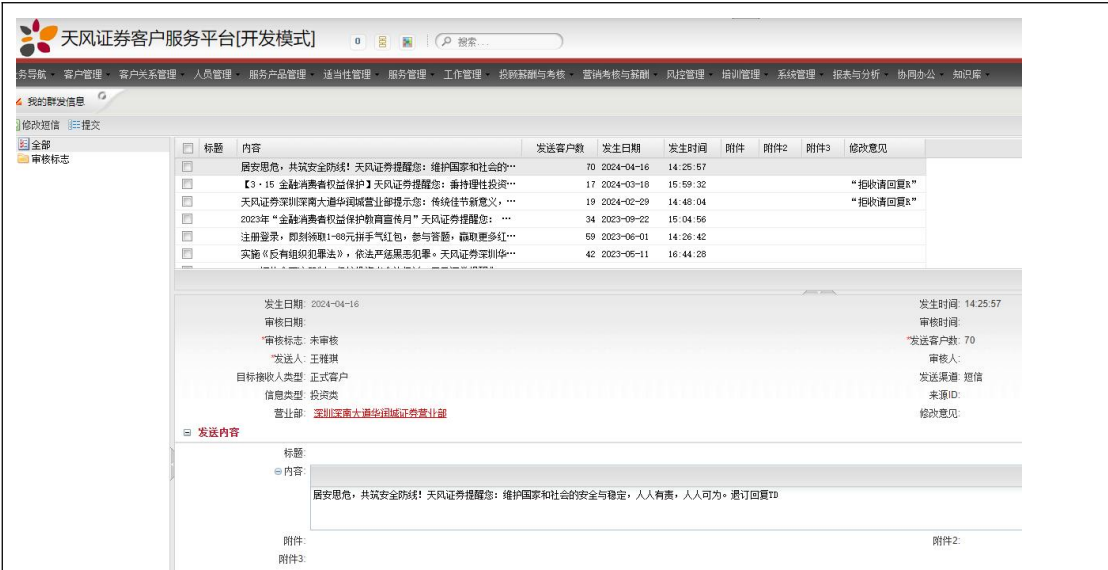 天风证券客户服务平台[开发模式] 0 搜索...
务导航 客户管理 客户关系管理 人员管理 服务产品管理 适当性管理 服务管理 工作管理 投顾薪酬与考核 营销考核与薪酬 风控管理 培训管理 系统管理 报表与分析 协同办公 知识库
我的群发信息
修改短信 提交
全部
审核标志
标题 内容 发送客户数 发生日期 发生时间 附件 附件2 附件3 修改意见
居安思危，共筑安全防线！天风证券提醒您：维护国家和社会的… 70 2024-04-16 14:25:57
【3·15 金融消费者权益保护】天风证券提醒您：秉持理性投资… 17 2024-03-18 15:59:32 “拒收请回复R”
天风证券深圳深南大道华润城营业部提示您：传统佳节新意义，… 19 2024-02-29 14:48:04 “拒收请回复R”
2023年“金融消费者权益保护教育宣传月”天风证券提醒您： … 34 2023-09-22 15:04:56
注册登录，即刻领取1-88元拼手气红包，参与答题，赢取更多红… 59 2023-06-01 14:26:42
实施《反有组织犯罪法》，依法严惩黑恶犯罪。天风证券深圳华… 42 2023-05-11 16:44:28
发生日期: 2024-04-16 发生时间: 14:25:57
审核日期: 审核时间:
*审核标志: 未审核 *发送客户数: 70
*发送人: 王雅琪 审核人:
目标接收人类型: 正式客户 发送渠道: 短信
信息类型: 投资类 来源ID:
营业部: 深圳深南大道华润城证券营业部 修改意见:
发送内容
标题:
内容:
居安思危，共筑安全防线！天风证券提醒您：维护国家和社会的安全与稳定，人人有责，人人可为。退订回复TD
附件: 附件2:
附件3: